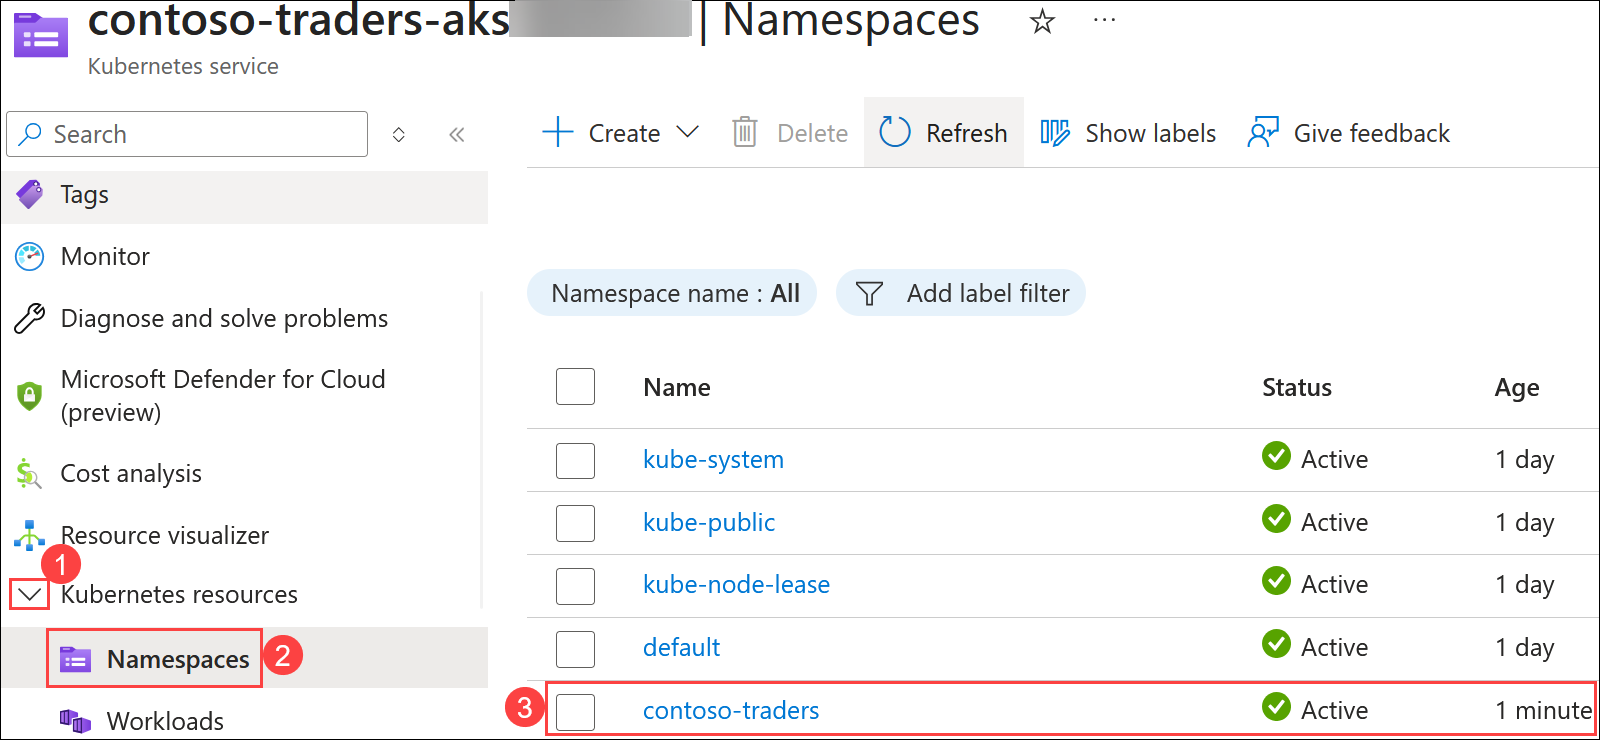 contoso-traders-aks | Namespaces
Kubernetes service
Search
Tags
Monitor
Diagnose and solve problems
Microsoft Defender for Cloud
(preview)
Cost analysis
Resource visualizer
1
Kubernetes resources
Namespaces 2
Workloads
Create Delete Refresh Show labels Give feedback
Namespace name : All Add label filter
Name Status Age
kube-system Active 1 day
kube-public Active 1 day
kube-node-lease Active 1 day
default Active 1 day
3 contoso-traders Active 1 minute